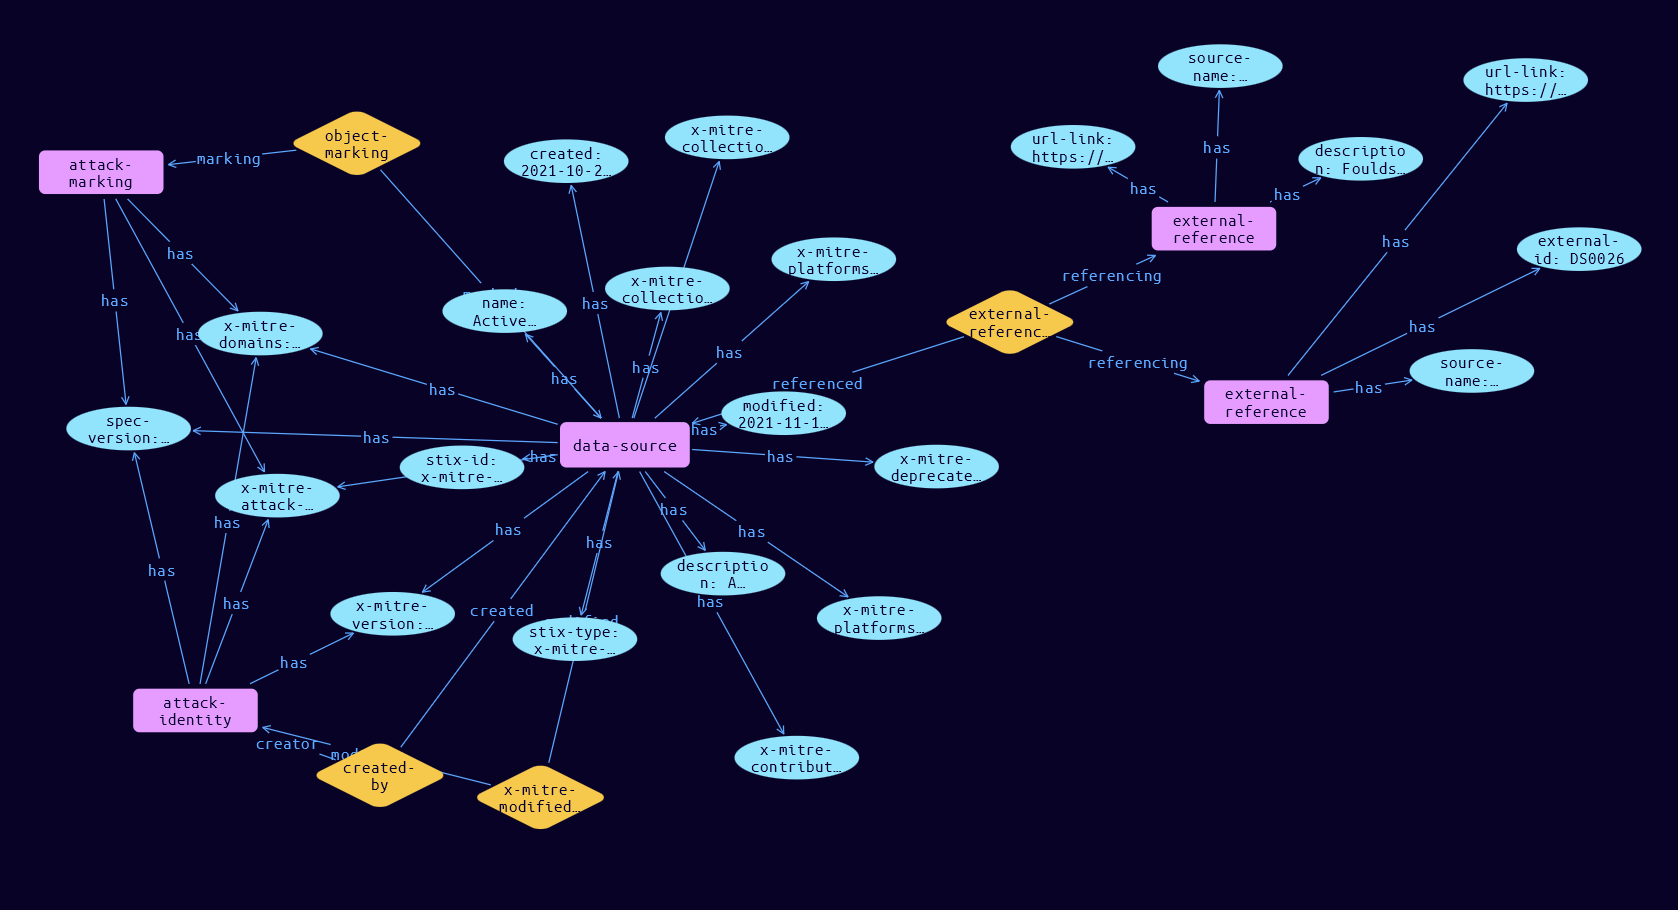 source-
name:…
url-link:
https://…
url-link:
https://…
descriptio
n: Foulds…
has
has
has
external-
reference
has
external-
id: DS0026
has
source-
name:…
has
external-
reference
referencing
external-
referenc…
referencing
referenced
object-
marking
marking
attack-
marking
has
has
has
x-mitre-
domains:…
spec-
version:…
x-mitre-
attack-…
created:
2021-10-2…
x-mitre-
collectio…
x-mitre-
collectio…
x-mitre-
platforms…
name:
Active…
has
has
has
has
has
has
modified:
2021-11-1…
has
data-source
has
has
stix-id:
x-mitre-…
has
x-mitre-
deprecate…
has
has
has
has
has
has
descriptio
n: A…
has
x-mitre-
platforms…
has
has
x-mitre-
version:…
has
created
stix-type:
x-mitre-…
attack-
identity
creator
created-
by
x-mitre-
modified…
x-mitre-
contribut…